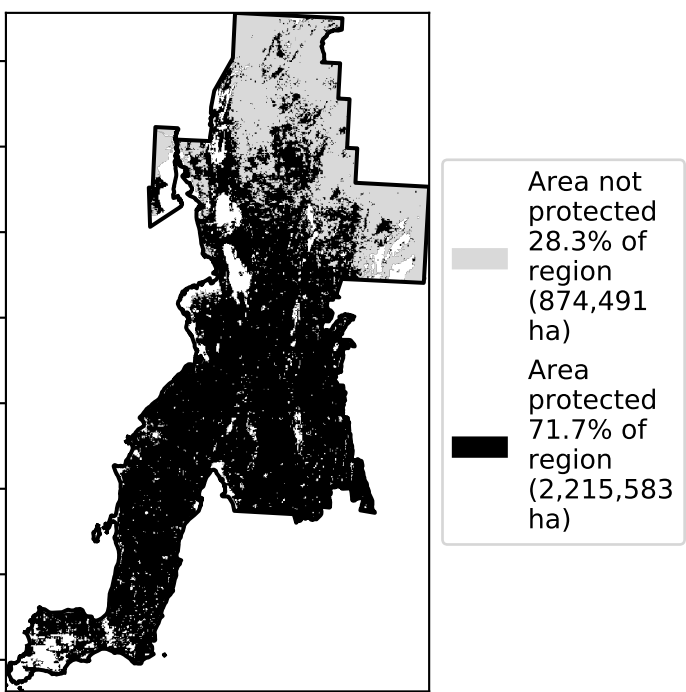 Area not
protected
28.3% of
region
(874,491
ha)
Area
protected
71.7% of
region
(2,215,583
ha)